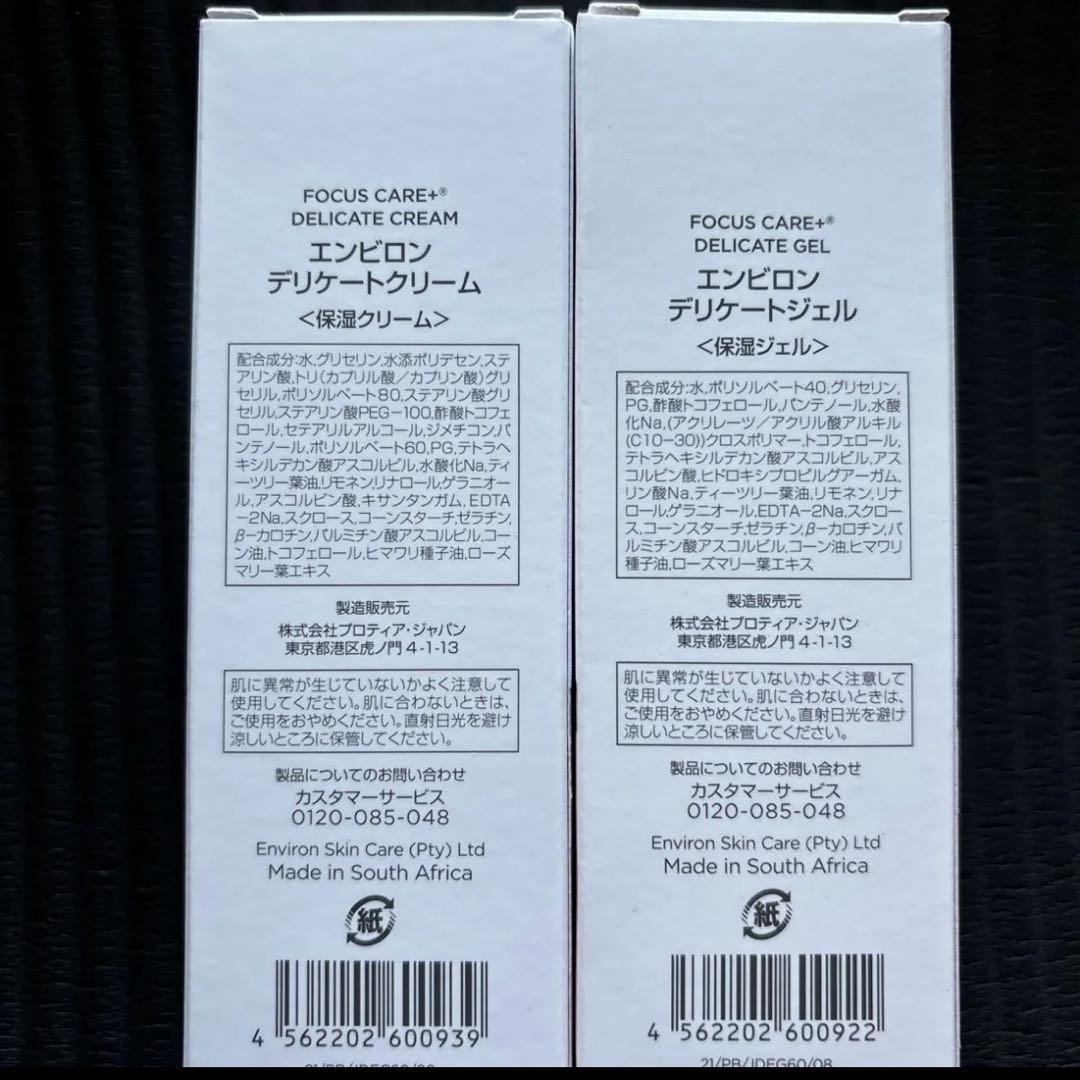 FOCUS CARE+®
DELICATE CREAM
エンビロン
デリケートクリーム
<保湿クリーム>
配合成分:水,グリセリン,水添ポリデセン,ステ
アリン酸,トリ(カプリル酸/カプリン酸)グリ
セリル,ポリソルベート80,ステアリン酸グリ
セリル,ステアリン酸PEG-100,酢酸トコフェ
ロール,セテアリルアルコール,ジメチコン,パ
ンテノール,ポリソルベート60,PG,テトラヘ
キシルデカン酸アスコルビル,水酸化Na,ティ
ーツリー葉油,リモネン,リナロール,ゲラニオー
ル,アスコルビン酸,キサンタンガム,EDTA
-2Na,スクロース,コーンスターチ,ゼラチン,
β-カロチン,パルミチン酸アスコルビル,コー
ン油,トコフェロール,ヒマワリ種子油,ローズ
マリー葉エキス
製造販売元
株式会社プロティア・ジャパン
東京都港区虎ノ門4-1-13
肌に異常が生じていないかよく注意して
使用してください。肌に合わないときは、
ご使用をおやめください。直射日光を避け
涼しいところに保管してください。
製品についてのお問い合わせ
カスタマーサービス
0120-085-048
Environ Skin Care (Pty) Ltd
Made in South Africa
紙
4 562202 600939
FOCUS CARE+®
DELICATE GEL
エンビロン
デリケートジェル
<保湿ジェル>
配合成分:水,ポリソルベート40,グリセリン,
PG,酢酸トコフェロール,パンテノール,水酸
化Na,(アクリレーツ/アクリル酸アルキル
(C10-30))クロスポリマー,トコフェロール,
テトラヘキシルデカン酸アスコルビル,アス
コルビン酸,ヒドロキシプロピルグアーガム,
リン酸Na,ティーツリー葉油,リモネン,リナ
ロール,ゲラニオール,EDTA-2Na,スクロー
ス,コーンスターチ,ゼラチン,β-カロチン,パ
ルミチン酸アスコルビル,コーン油,ヒマワリ
種子油,ローズマリー葉エキス
製造販売元
株式会社プロティア・ジャパン
東京都港区虎ノ門4-1-13
肌に異常が生じていないかよく注意して
使用してください。肌に合わないときは、
ご使用をおやめください。直射日光を避け
涼しいところに保管してください。
製品についてのお問い合わせ
カスタマーサービス
0120-085-048
Environ Skin Care (Pty) Ltd
Made in South Africa
紙
4 562202 600922
21/PB/JDEG60/08